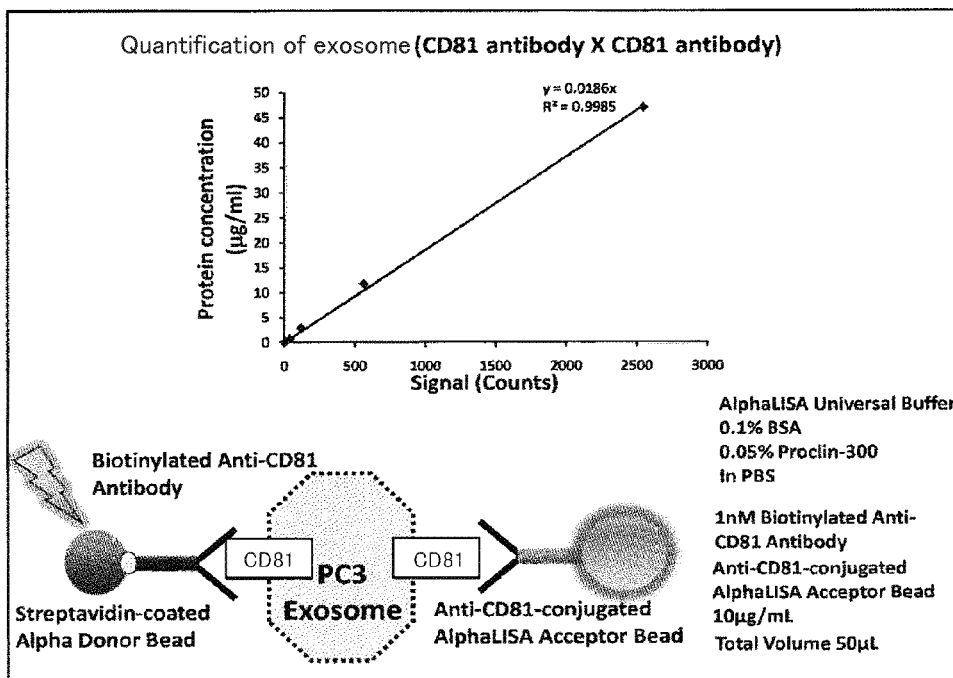 Quantification of exosome (CD81 antibody X CD81 antibody)
y = 0.0186x
R² = 0.9985
Protein concentration
(µg/ml)
50
45
40
35
30
25
20
15
10
5
0
0 500 1000 1500 2000 2500 3000
Signal (Counts)
AlphaLISA Universal Buffer
0.1% BSA
0.05% Proclin-300
In PBS
Biotinylated Anti-CD81
Antibody
CD81
PC3
Exosome
CD81
Streptavidin-coated
Alpha Donor Bead
Anti-CD81-conjugated
AlphaLISA Acceptor Bead
1nM Biotinylated Anti-
CD81 Antibody
Anti-CD81-conjugated
AlphaLISA Acceptor Bead
10µg/mL
Total Volume 50µL